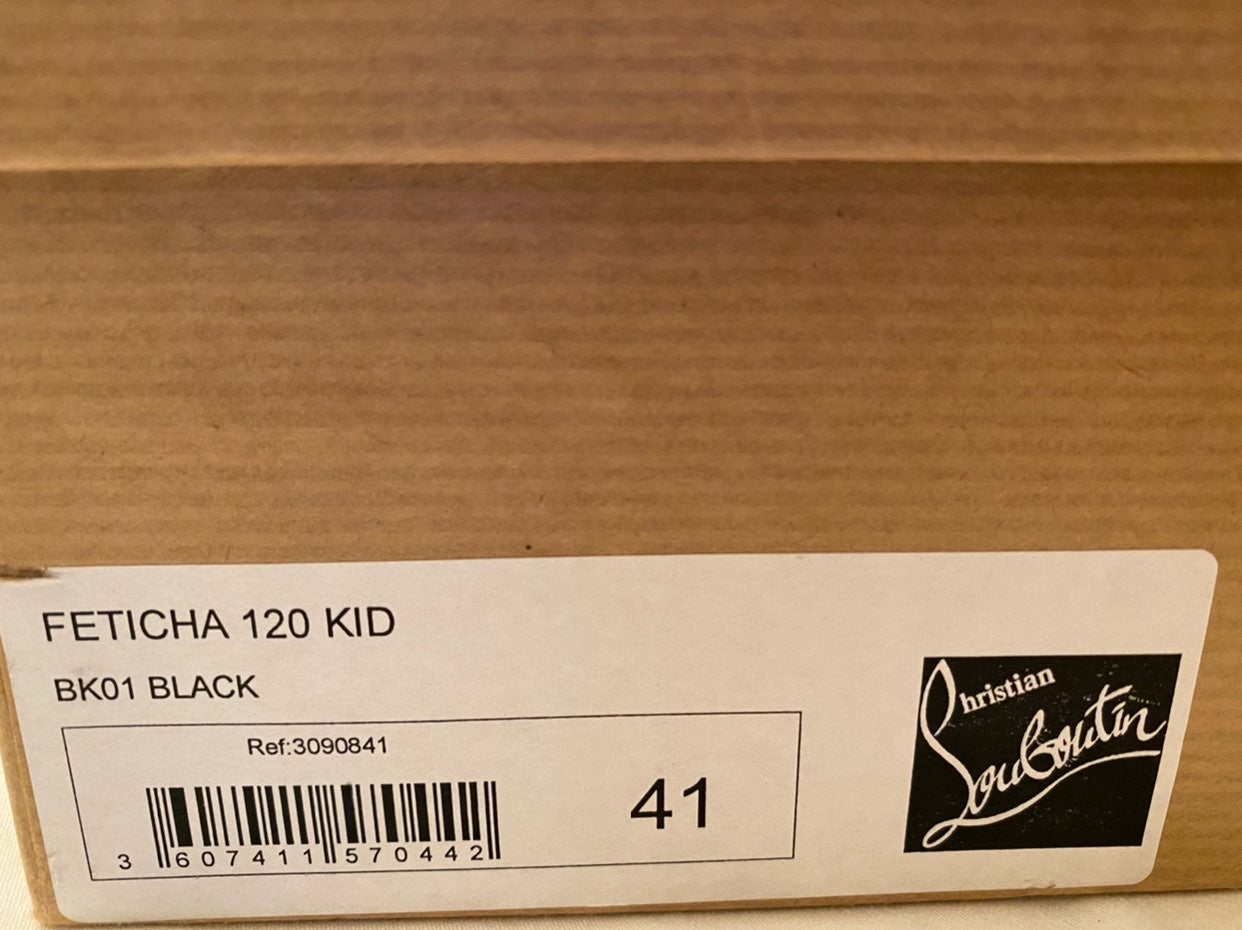 FETICHA 120 KID
BK01 BLACK
Ref:3090841
3 607411 570442
41
Christian
Louboutin